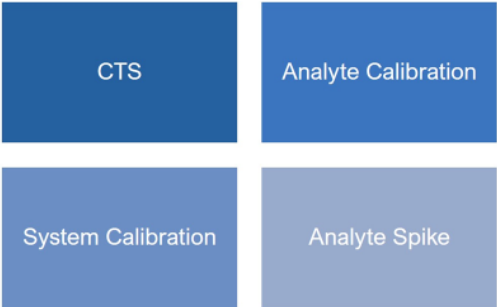 CTS
Analyte Calibration
System Calibration
Analyte Spike